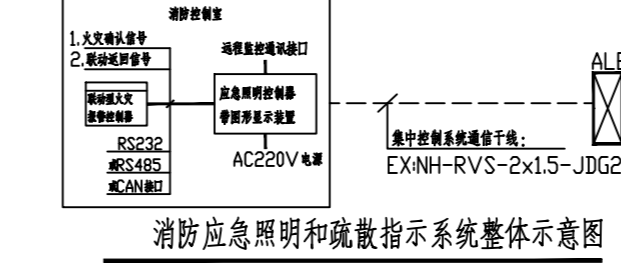 消防控制室
1.火灾确认信号
2.联动返回信号
远程监控通讯接口
联动型火灾
报警控制器
应急照明控制器
带图形显示装置
RS232
或RS485
或CAN接口
AC220V电源
ALE
集中控制系统通信干线:
EX:NH-RVS-2x1.5-JDG2
消防应急照明和疏散指示系统整体示意图